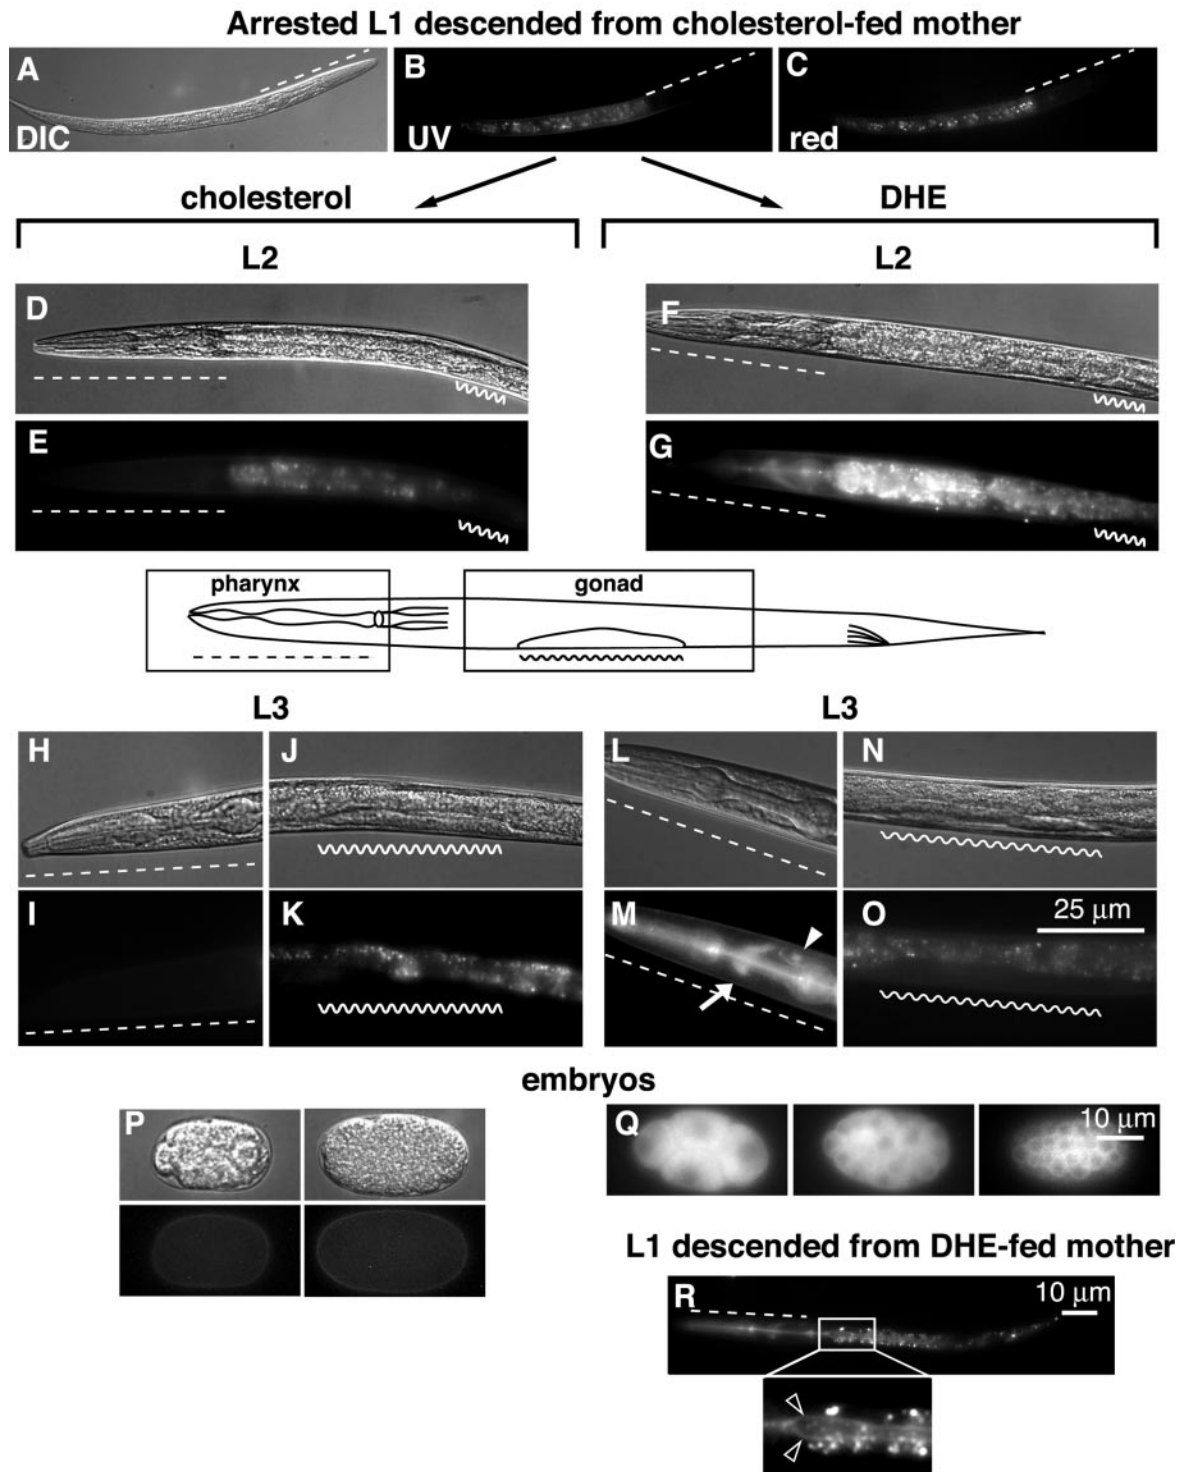 Arrested L1 descended from cholesterol-fed mother
A
DIC
B
UV
C
red
cholesterol
DHE
L2
L2
D
F
E
G
pharynx
gonad
L3
L3
H
J
L
N
I
K
M
O
25 μm
embryos
P
Q
10 μm
L1 descended from DHE-fed mother
R
10 μm